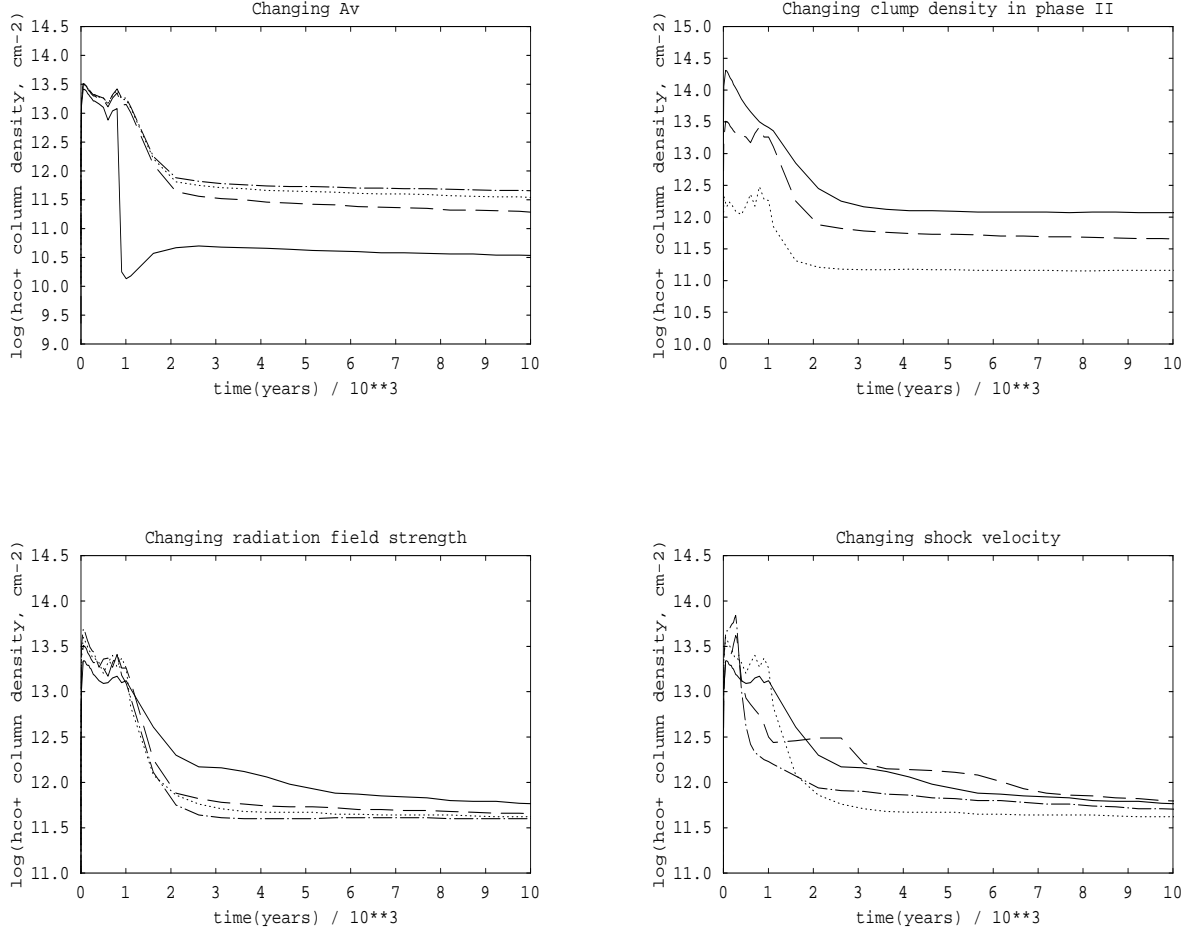 Changing Av
log(hco+ column density, cm-2)
14.5
14.0
13.5
13.0
12.5
12.0
11.5
11.0
10.5
10.0
9.5
9.0
0 1 2 3 4 5 6 7 8 9 10
time(years) / 10**3
Changing clump density in phase II
log(hco+ column density, cm-2)
15.0
14.5
14.0
13.5
13.0
12.5
12.0
11.5
11.0
10.5
10.0
0 1 2 3 4 5 6 7 8 9 10
time(years) / 10**3
Changing radiation field strength
log(hco+ column density, cm-2)
14.5
14.0
13.5
13.0
12.5
12.0
11.5
11.0
0 1 2 3 4 5 6 7 8 9 10
time(years) / 10**3
Changing shock velocity
log(hco+ column density, cm-2)
14.5
14.0
13.5
13.0
12.5
12.0
11.5
11.0
0 1 2 3 4 5 6 7 8 9 10
time(years) / 10**3